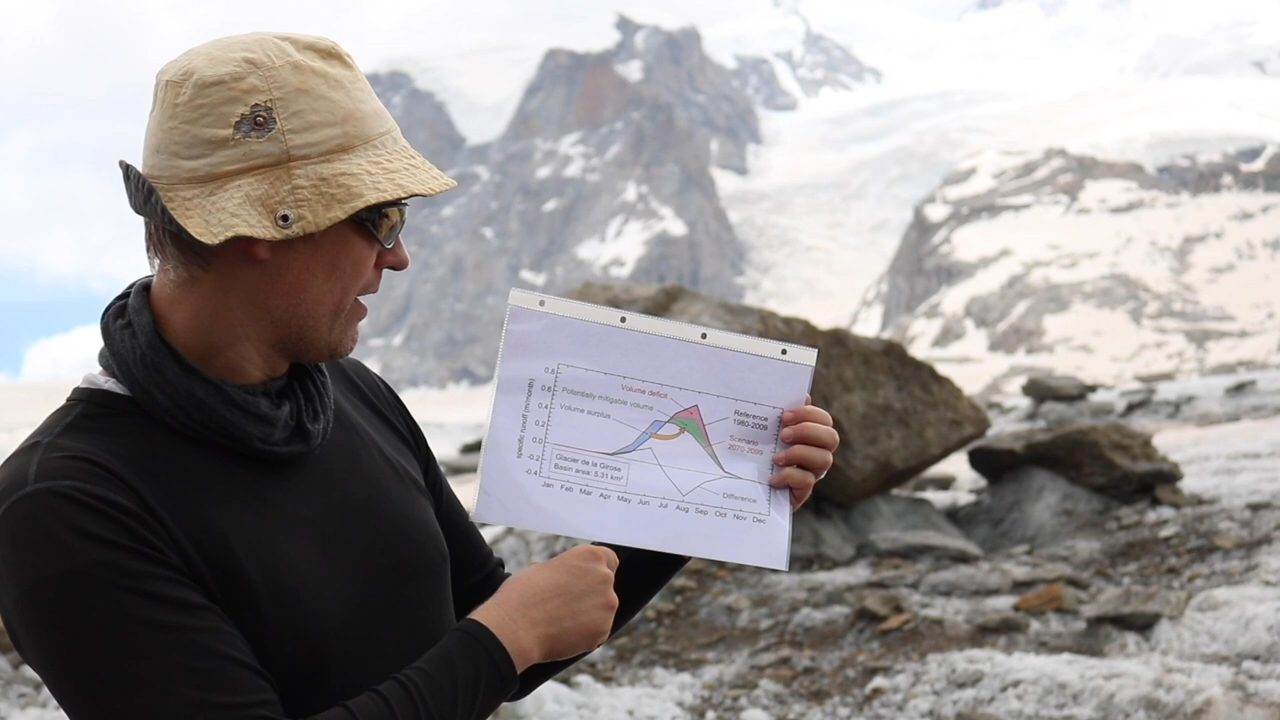 0.8
0.6
0.4
0.2
0.0
-0.2
-0.4
specific runoff (m/month)
Volume deficit
Potentially mitigable volume
Volume surplus
Reference
1980-2009
Scenario
2070-2099
Glacier de la Girose
Basin area: 5.31 km²
Difference
Jan Feb Mar Apr May Jun Jul Aug Sep Oct Nov Dec